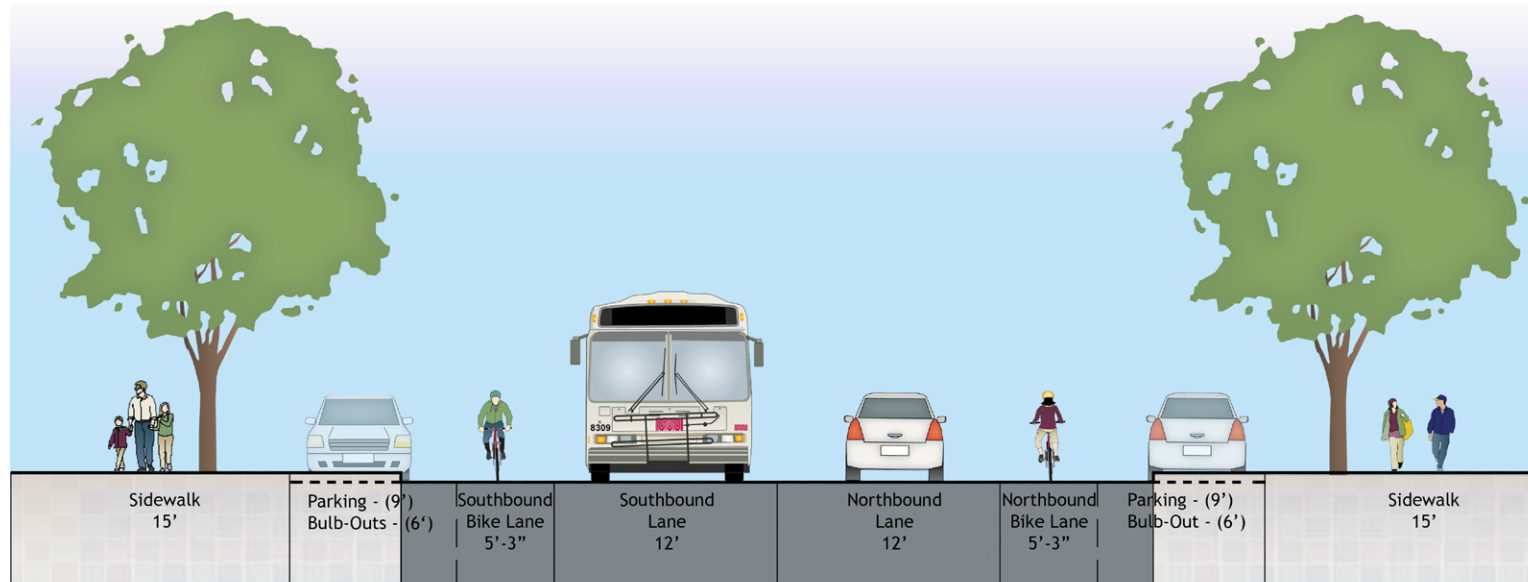 8309
Sidewalk
15’
Parking - (9’)
Bulb-Outs - (6‘)
Southbound
Bike Lane
5’-3”
Southbound
Lane
12’
Northbound
Lane
12’
Northbound
Bike Lane
5’-3”
Parking - (9’)
Bulb-Out - (6’)
Sidewalk
15’